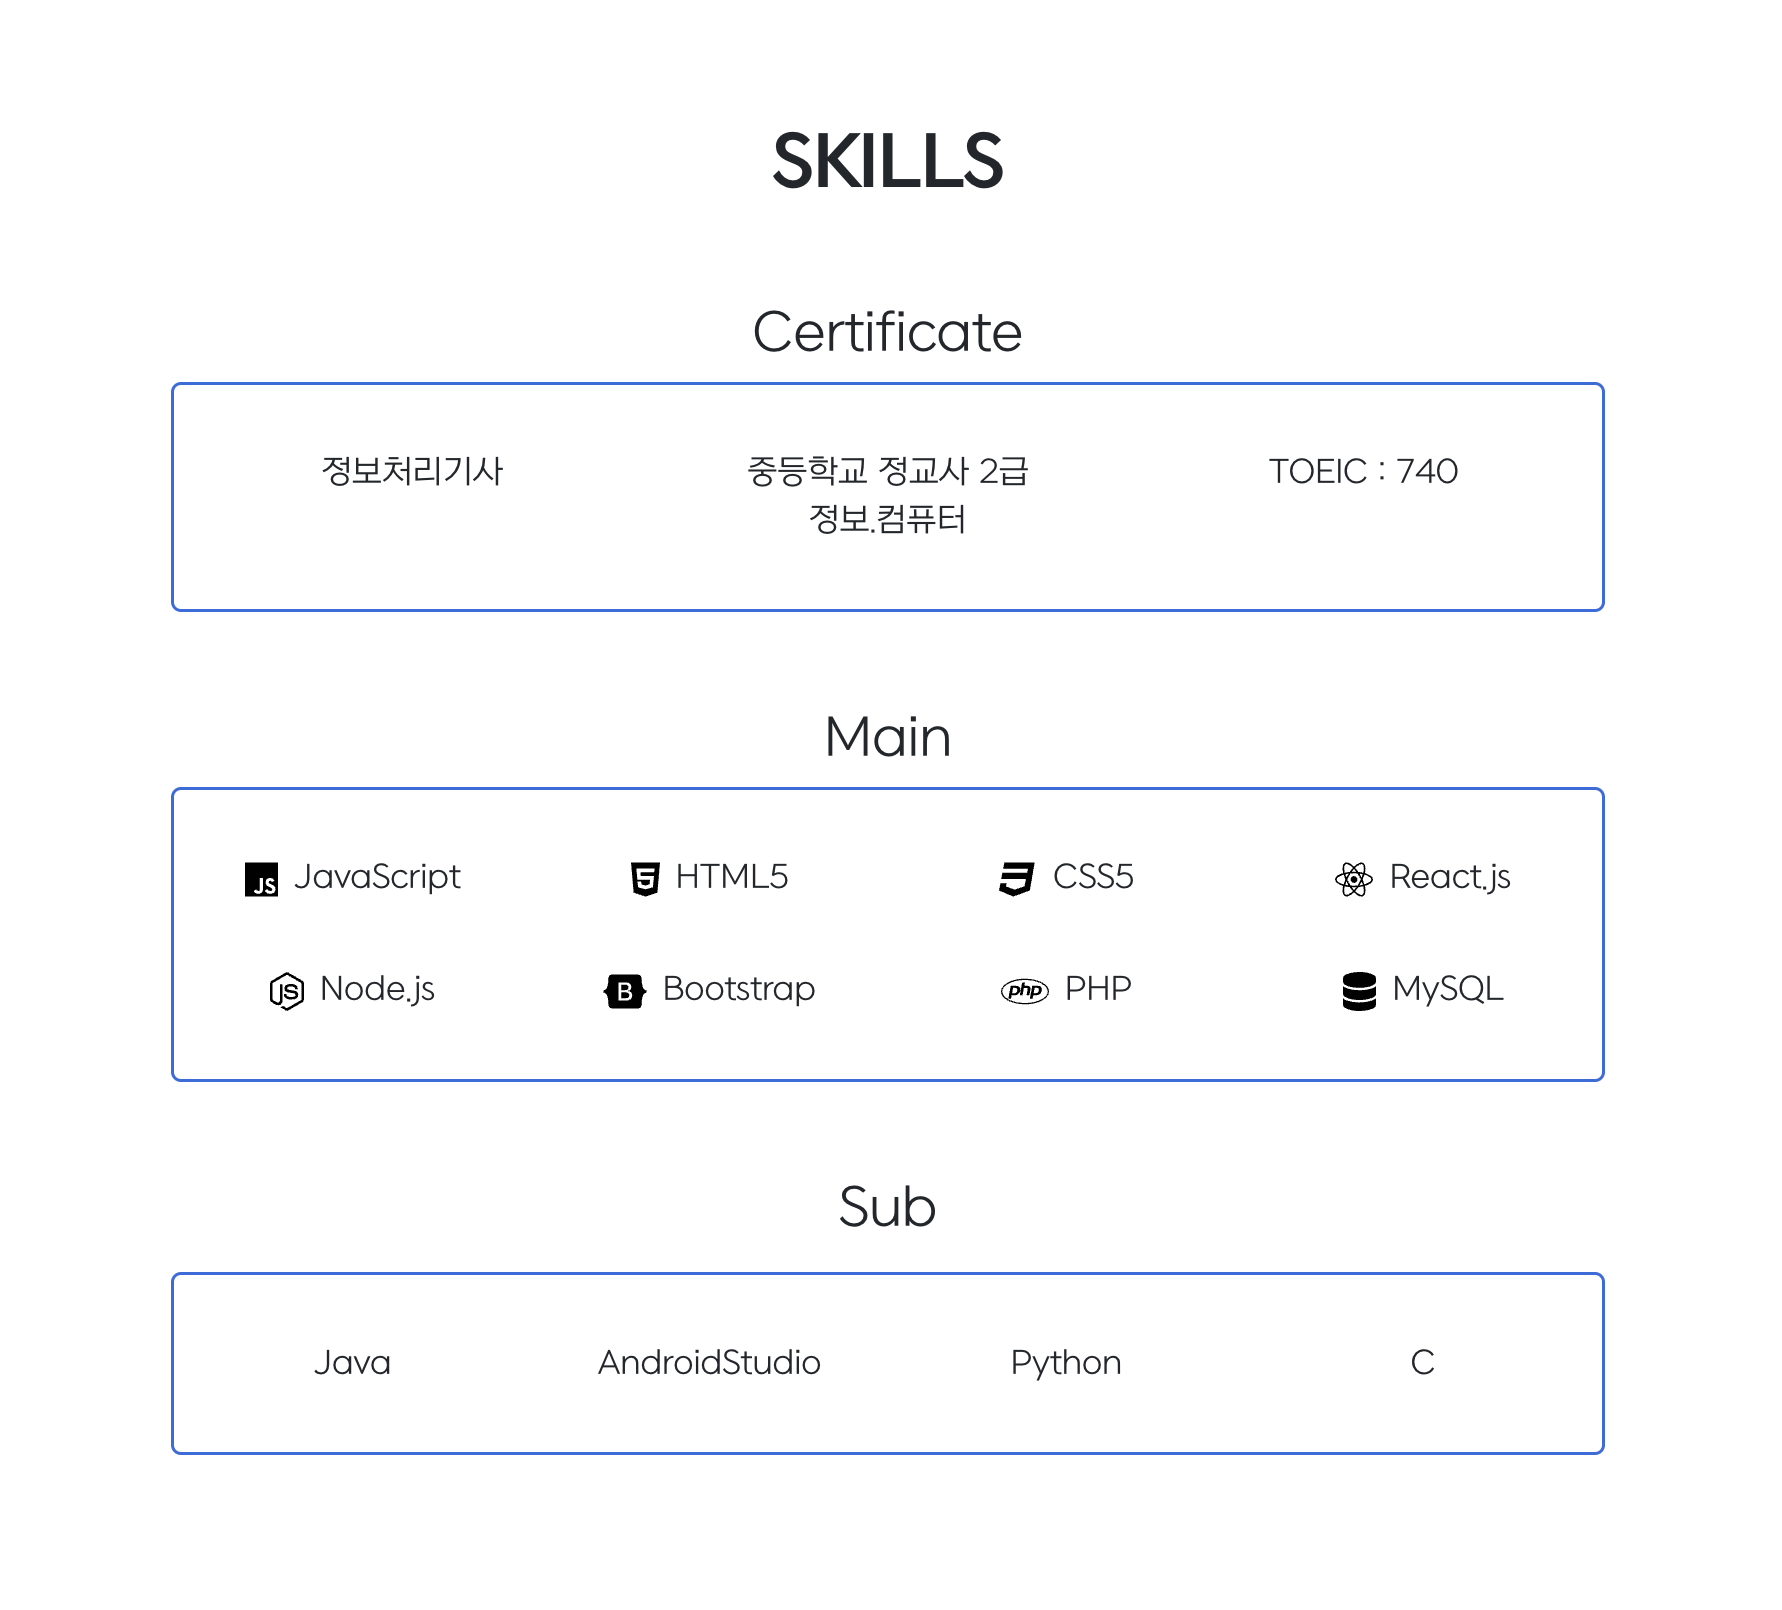 SKILLS
Certificate
정보처리기사
중등학교 정교사 2급
정보.컴퓨터
TOEIC : 740
Main
JS JavaScript
5 HTML5
CSS5
React.js
JS Node.js
B Bootstrap
php PHP
MySQL
Sub
Java
AndroidStudio
Python
C